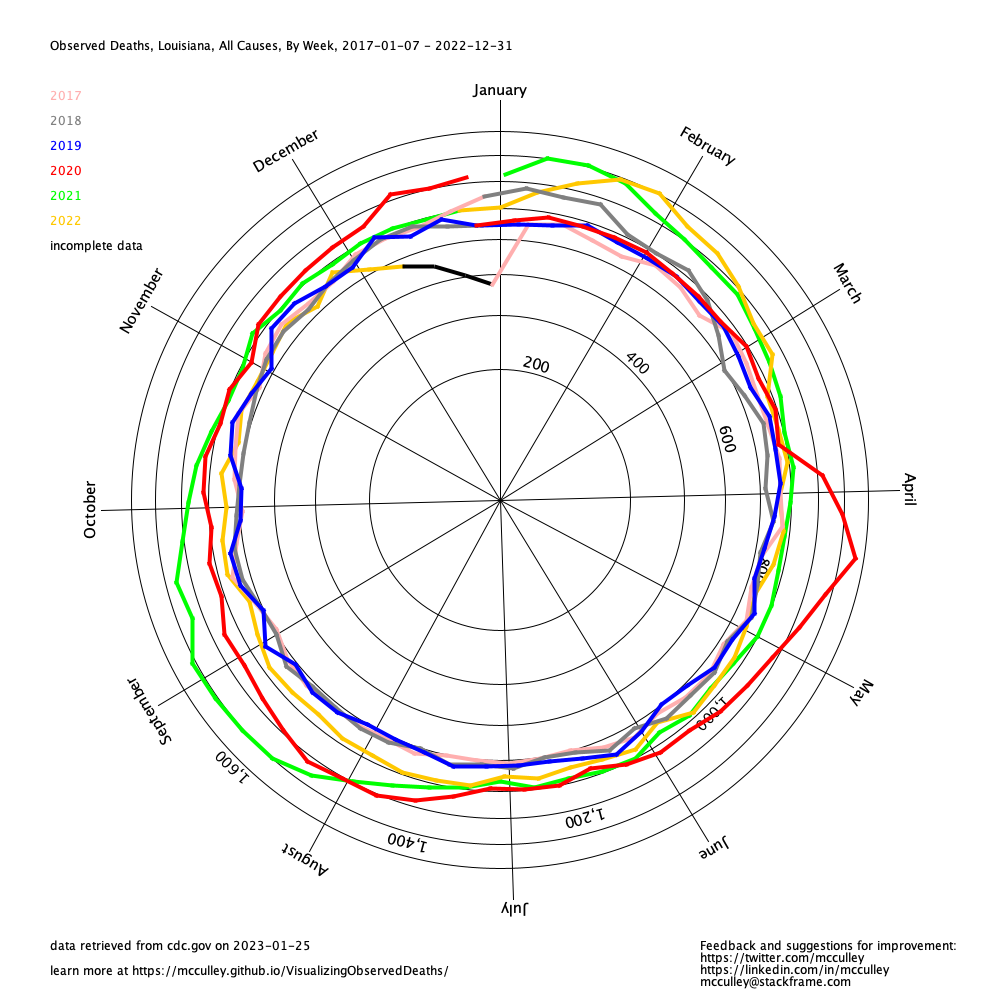 Observed Deaths, Louisiana, All Causes, By Week, 2017-01-07 - 2022-12-31
January
2017
2018
2019
2020
2021
2022
incomplete data
December
February
November
March
200
400
600
October
April
800
September
May
1,000
1,600
1,200
1,400
August
June
July
data retrieved from cdc.gov on 2023-01-25
learn more at https://mcculley.github.io/VisualizingObservedDeaths/
Feedback and suggestions for improvement:
https://twitter.com/mcculley
https://linkedin.com/in/mcculley
mcculley@stackframe.com